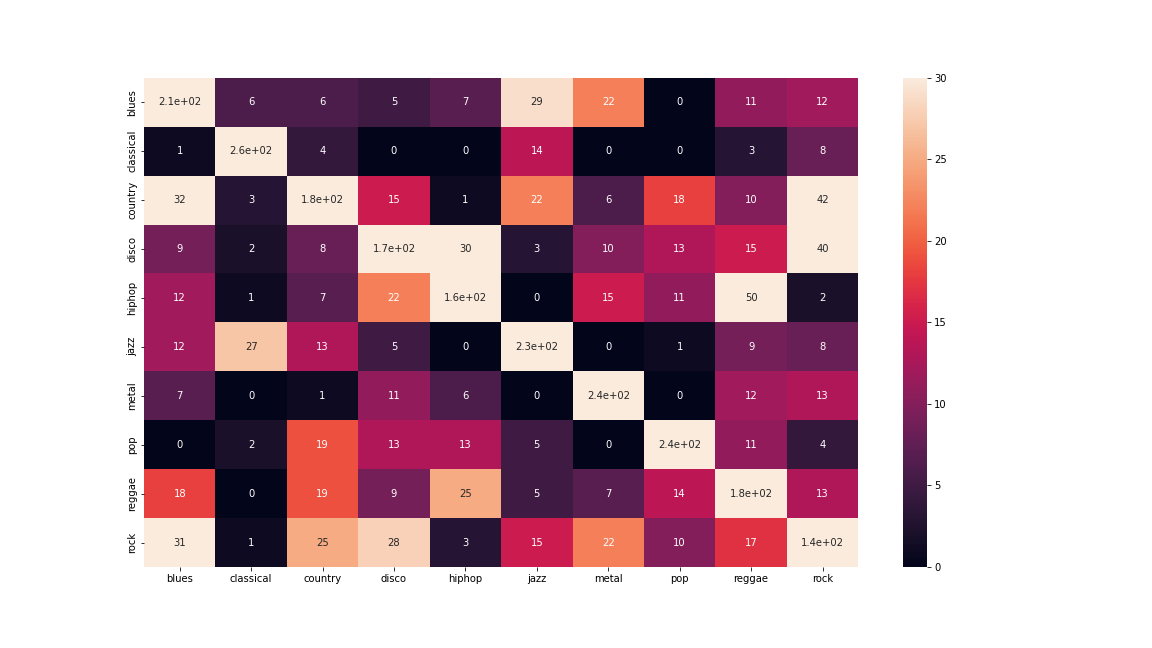 blues 2.1e+02 6 6 5 7 29 22 0 11 12
classical 1 2.6e+02 4 0 0 14 0 0 3 8
country 32 3 1.8e+02 15 1 22 6 18 10 42
disco 9 2 8 1.7e+02 30 3 10 13 15 40
hiphop 12 1 7 22 1.6e+02 0 15 11 50 2
jazz 12 27 13 5 0 2.3e+02 0 1 9 8
metal 7 0 1 11 6 0 2.4e+02 0 12 13
pop 0 2 19 13 13 5 0 2.4e+02 11 4
reggae 18 0 19 9 25 5 7 14 1.8e+02 13
rock 31 1 25 28 3 15 22 10 17 1.4e+02
blues classical country disco hiphop jazz metal pop reggae rock
30
25
20
15
10
5
0